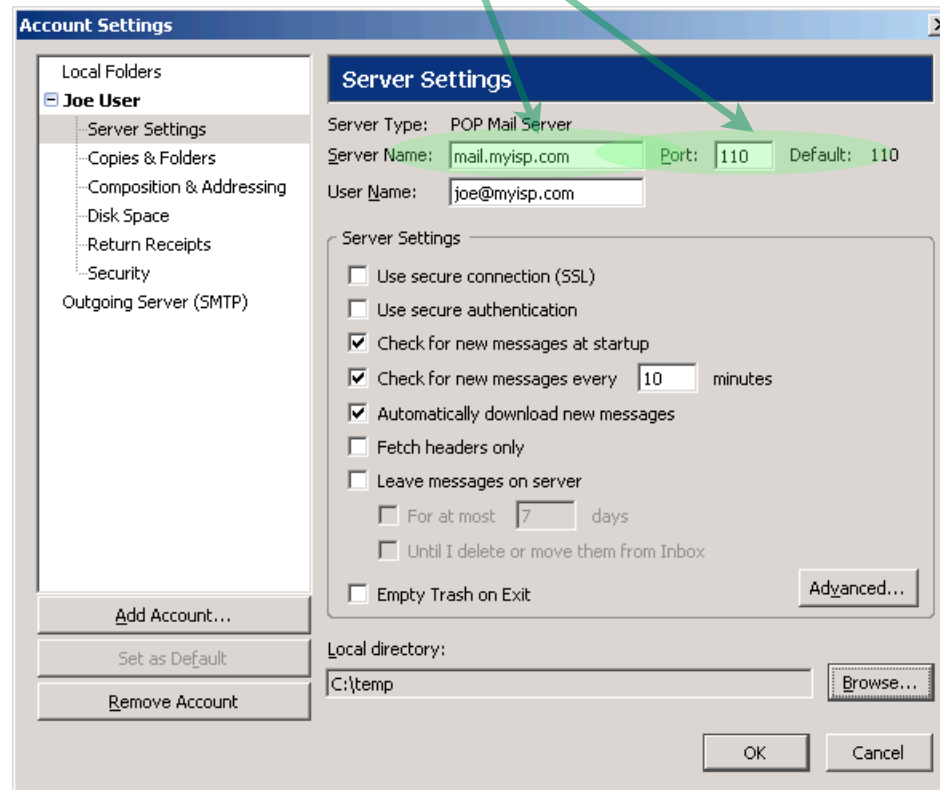 Account Settings
Local Folders
Joe User
Server Settings
Copies & Folders
Composition & Addressing
Disk Space
Return Receipts
Security
Outgoing Server (SMTP)
Add Account...
Set as Default
Remove Account
Server Settings
Server Type: POP Mail Server
Server Name: mail.myisp.com Port: 110 Default: 110
User Name: joe@myisp.com
Server Settings
Use secure connection (SSL)
Use secure authentication
Check for new messages at startup
Check for new messages every 10 minutes
Automatically download new messages
Fetch headers only
Leave messages on server
For at most 7 days
Until I delete or move them from Inbox
Empty Trash on Exit
Advanced...
Local directory:
C:\temp
Browse...
OK Cancel